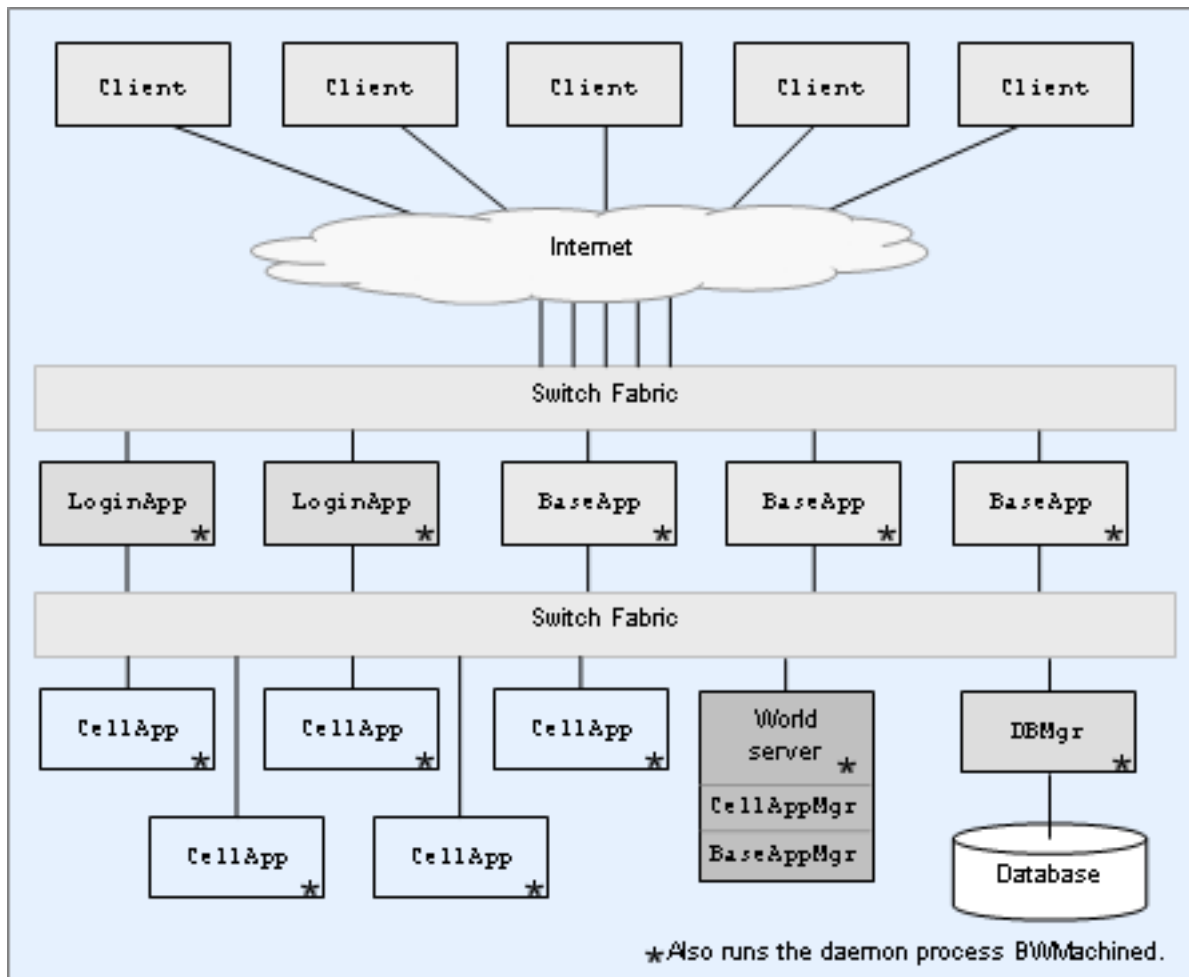 Client
Client
Client
Client
Client
Internet
Switch Fabric
LoginApp *
LoginApp *
BaseApp *
BaseApp *
BaseApp *
Switch Fabric
CellApp *
CellApp *
CellApp *
World
server *
CellAppMgr
BaseAppMgr
DBMgr *
CellApp *
CellApp *
Database
*Also runs the daemon process BWMachined.